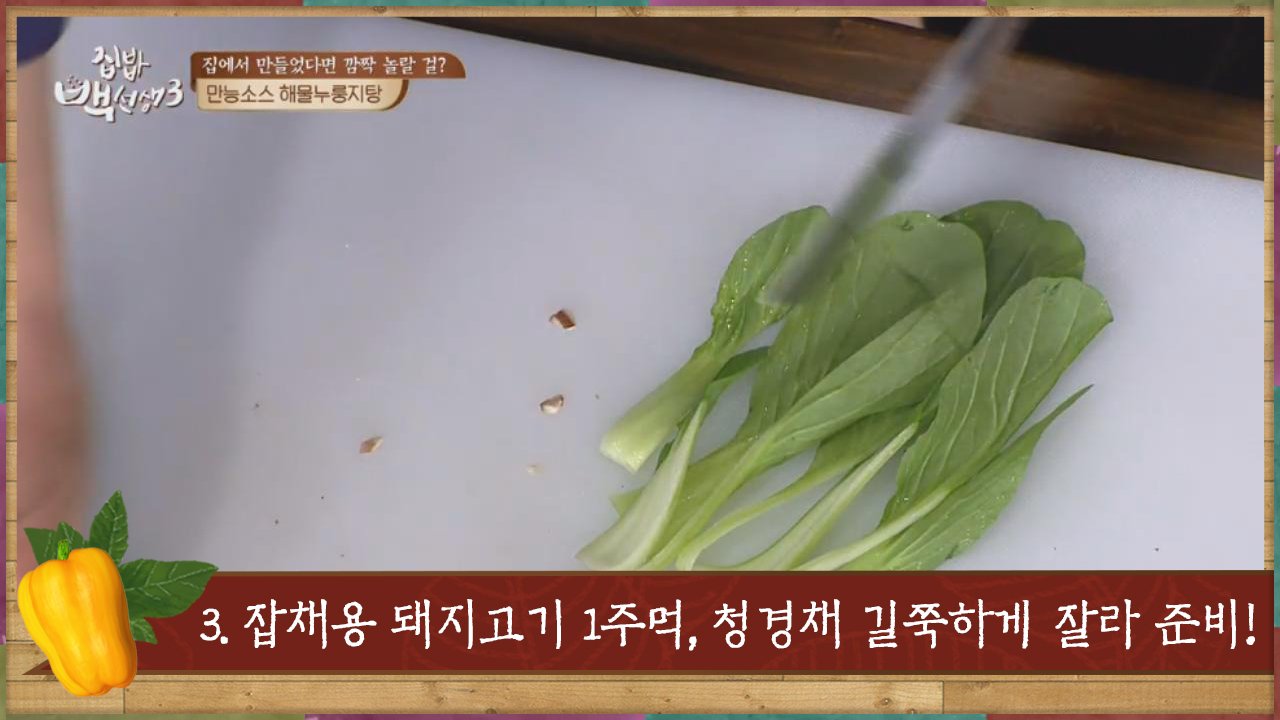 집밥
백선생3
집에서 만들었다면 깜짝 놀랄 걸?
만능소스 해물누룽지탕
3. 잡채용 돼지고기 1주먹, 청경채 길쭉하게 잘라 준비!